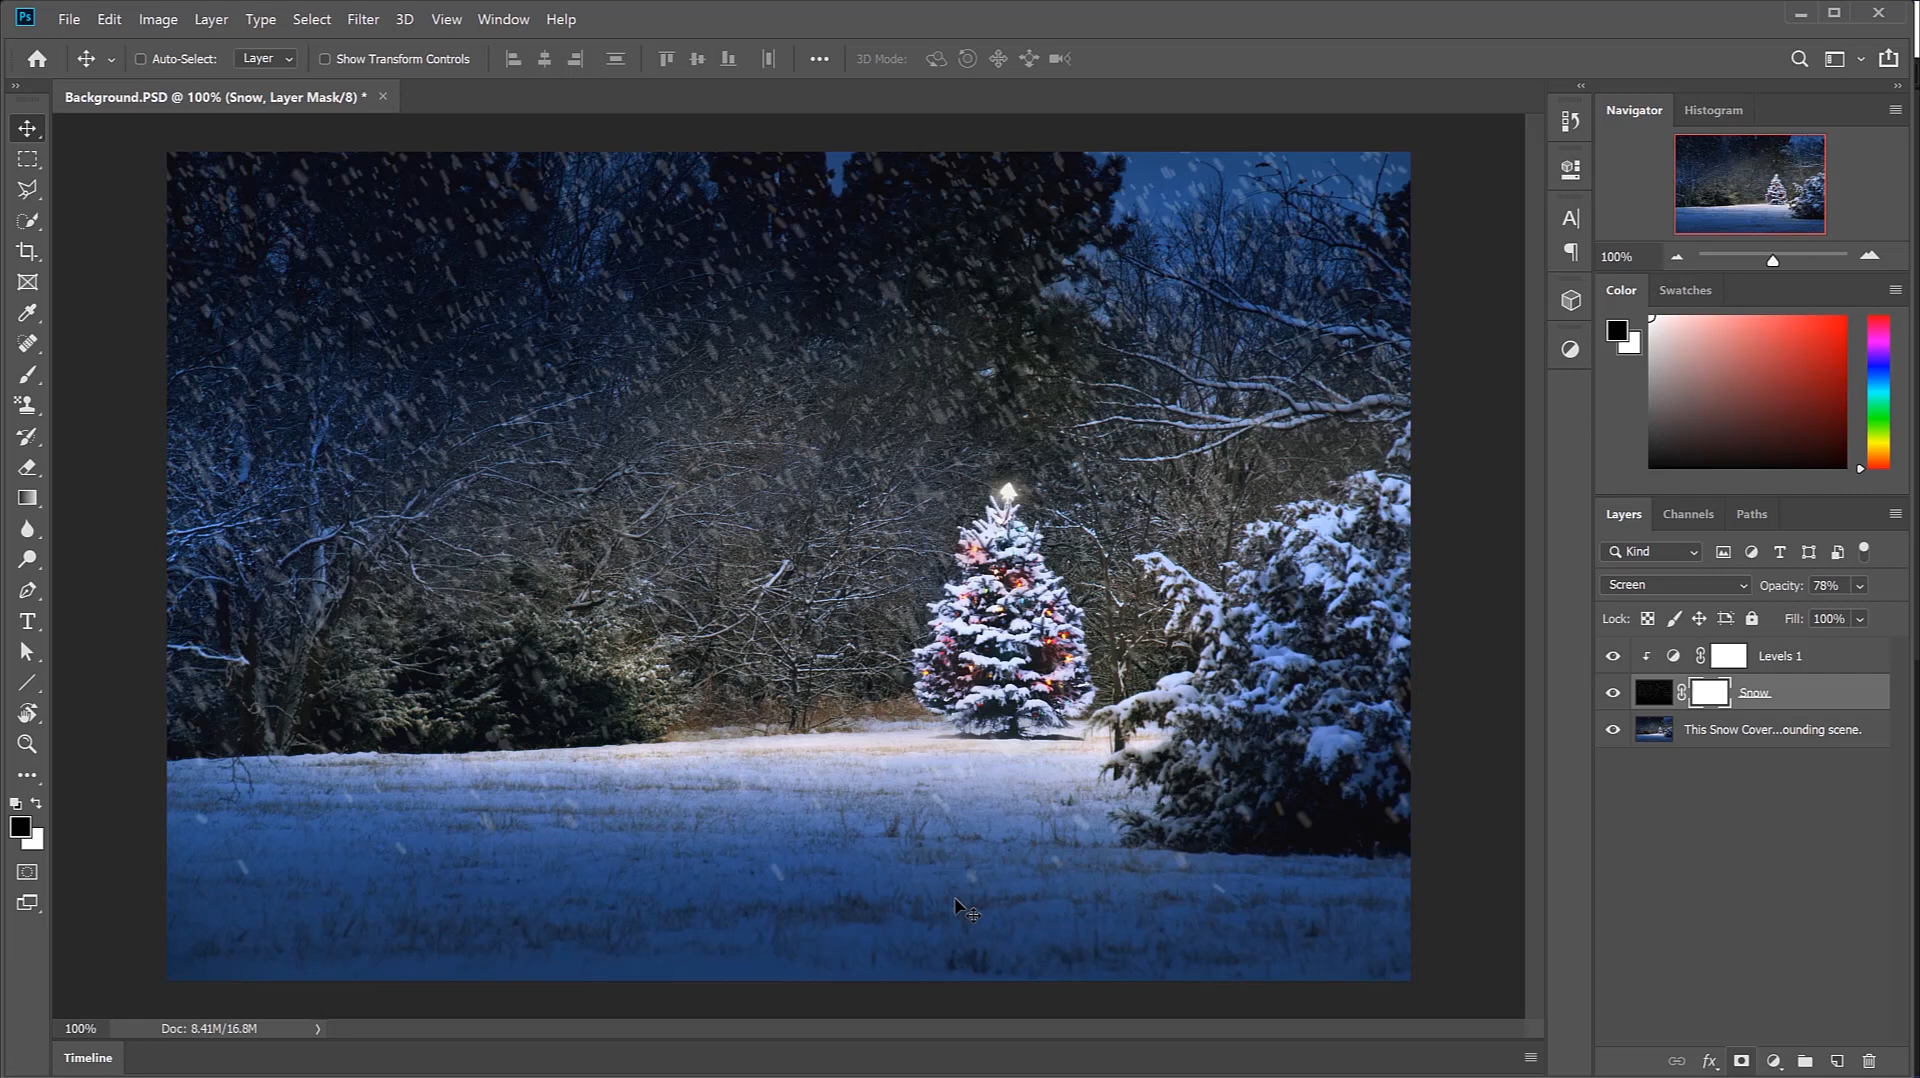 Ps File Edit Image Layer Type Select Filter 3D View Window Help
Auto-Select: Layer Show Transform Controls 3D Mode:
Background.PSD @ 100% (Snow, Layer Mask/8) *
Navigator Histogram
100%
Color Swatches
Layers Channels Paths
Kind
Screen Opacity: 78%
Lock: Fill: 100%
Levels 1
Snow
This Snow Cover...ounding scene.
fx
100% Doc: 8.41M/16.8M
Timeline